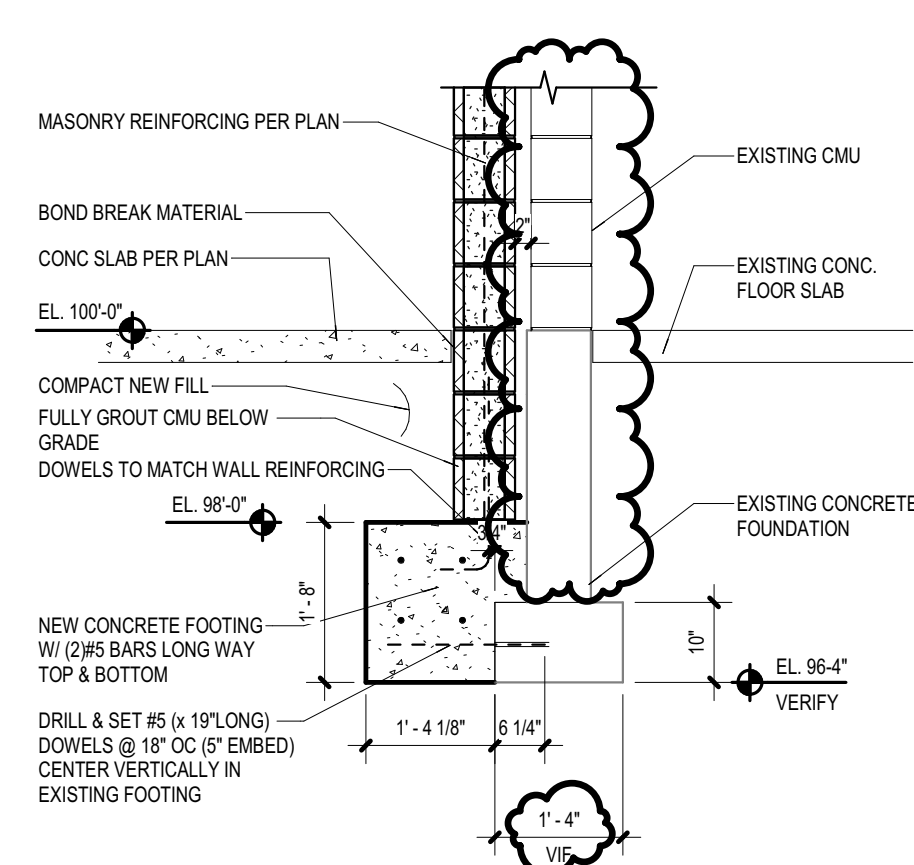 MASONRY REINFORCING PER PLAN
BOND BREAK MATERIAL
CONC SLAB PER PLAN
EL. 100'-0"
COMPACT NEW FILL
FULLY GROUT CMU BELOW
GRADE
DOWELS TO MATCH WALL REINFORCING
EL. 98'-0"
1' - 8"
NEW CONCRETE FOOTING
W/ (2)#5 BARS LONG WAY
TOP & BOTTOM
DRILL & SET #5 (x 19"LONG)
DOWELS @ 18" OC (5" EMBED)
CENTER VERTICALLY IN
EXISTING FOOTING
2"
3/4"
1' - 4 1/8"
6 1/4"
1' - 4"
VIF
EXISTING CMU
EXISTING CONC.
FLOOR SLAB
EXISTING CONCRETE
FOUNDATION
10"
EL. 96-4"
VERIFY